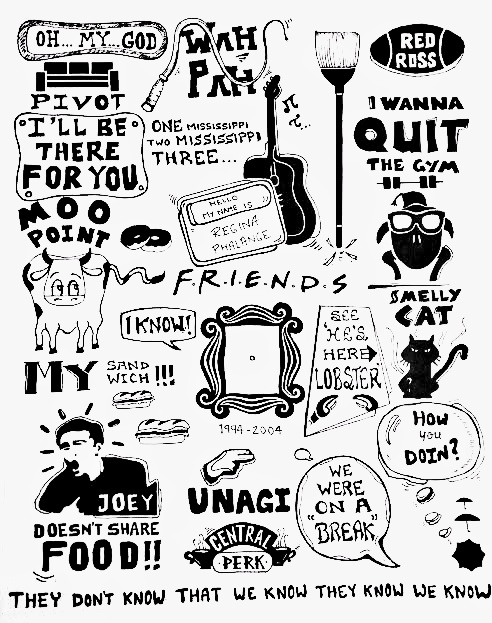 OH... MY.. GOD
WAH
PAH
RED
ROSS
PIVOT
"I'LL BE
THERE
FOR YOU"
ONE MISSISSIPPI
TWO MISSISSIPPI
THREE...
I WANNA
QUIT
THE GYM
HELLO
MY NAME IS
REGINA
PHALANGE
MOO
POINT
F.R.I.E.N.D.S
SMELLY
CAT
I KNOW!
SEE
'HE'S
HERE
LOBSTER
MY SAND
WICH!!!
1994-2004
HOW
you
DOIN?
JOEY
DOESN'T SHARE
FOOD!!
UNAGI
CENTRAL
PERK
WE
WERE
ON A
"BREAK"
THEY DON'T KNOW THAT WE KNOW THEY KNOW WE KNOW